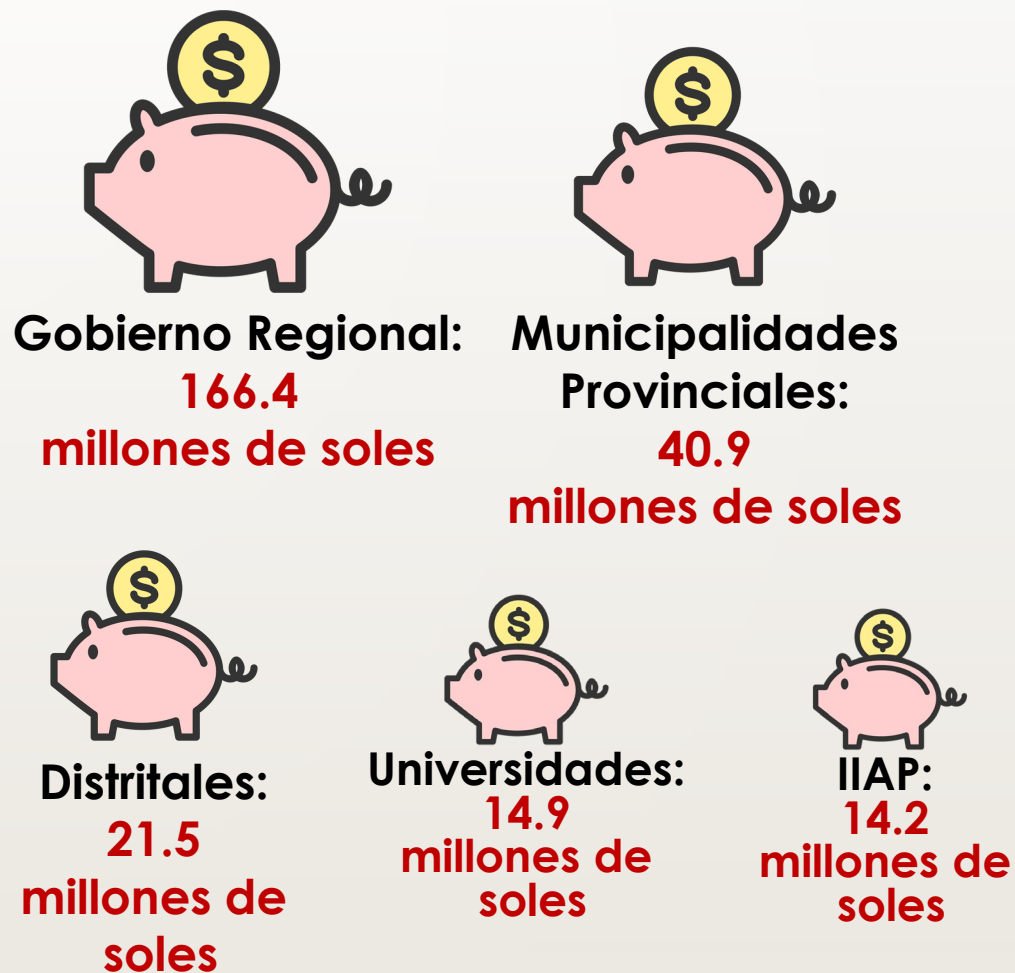 $
$
Gobierno Regional:
166.4
millones de soles
Municipalidades
Provinciales:
40.9
millones de soles
$
$
$
Distritales:
21.5
millones de
soles
Universidades:
14.9
millones de
soles
IIAP:
14.2
millones de
soles